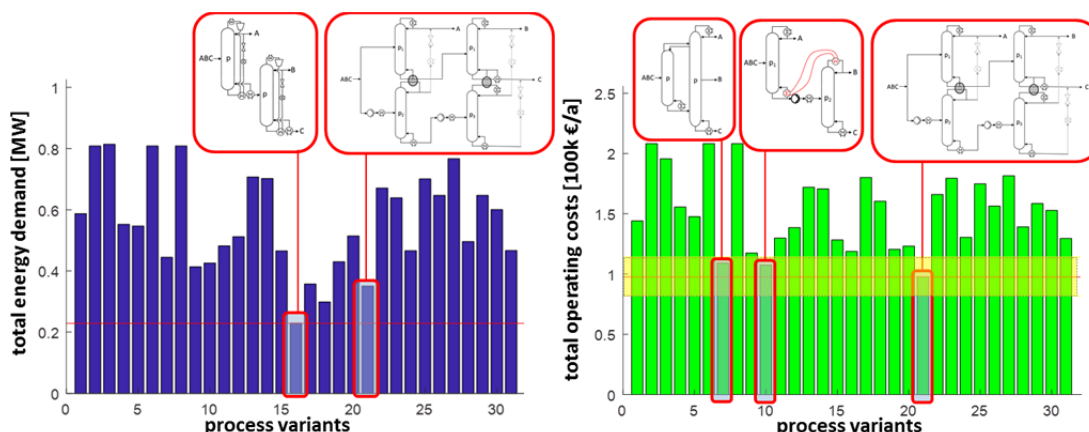 A
ABC
p
B
p
C
p₁
A
p₁
B
ABC
C
p₂
p₃
1
0.8
0.6
0.4
0.2
0
total energy demand [MW]
0 5 10 15 20 25 30
process variants
A
ABC
p
p
B
C
A
p₁
ABC
B
p₂
C
p₁
A
p₁
B
ABC
C
p₂
2.5
2
1.5
1
0.5
0
total operating costs [100k €/a]
0 5 10 15 20 25 30
process variants